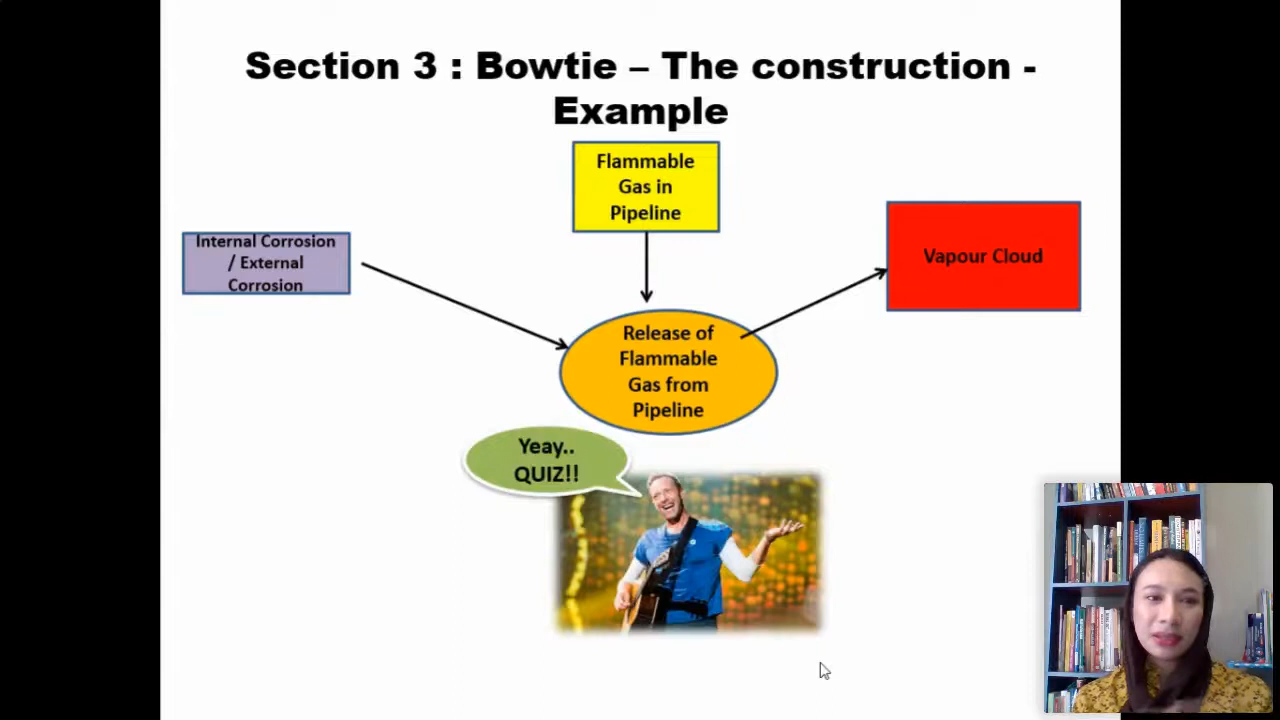 Section 3 : Bowtie – The construction -
Example
Flammable
Gas in
Pipeline
Internal Corrosion
/ External
Corrosion
Vapour Cloud
Release of
Flammable
Gas from
Pipeline
Yeay..
QUIZ!!